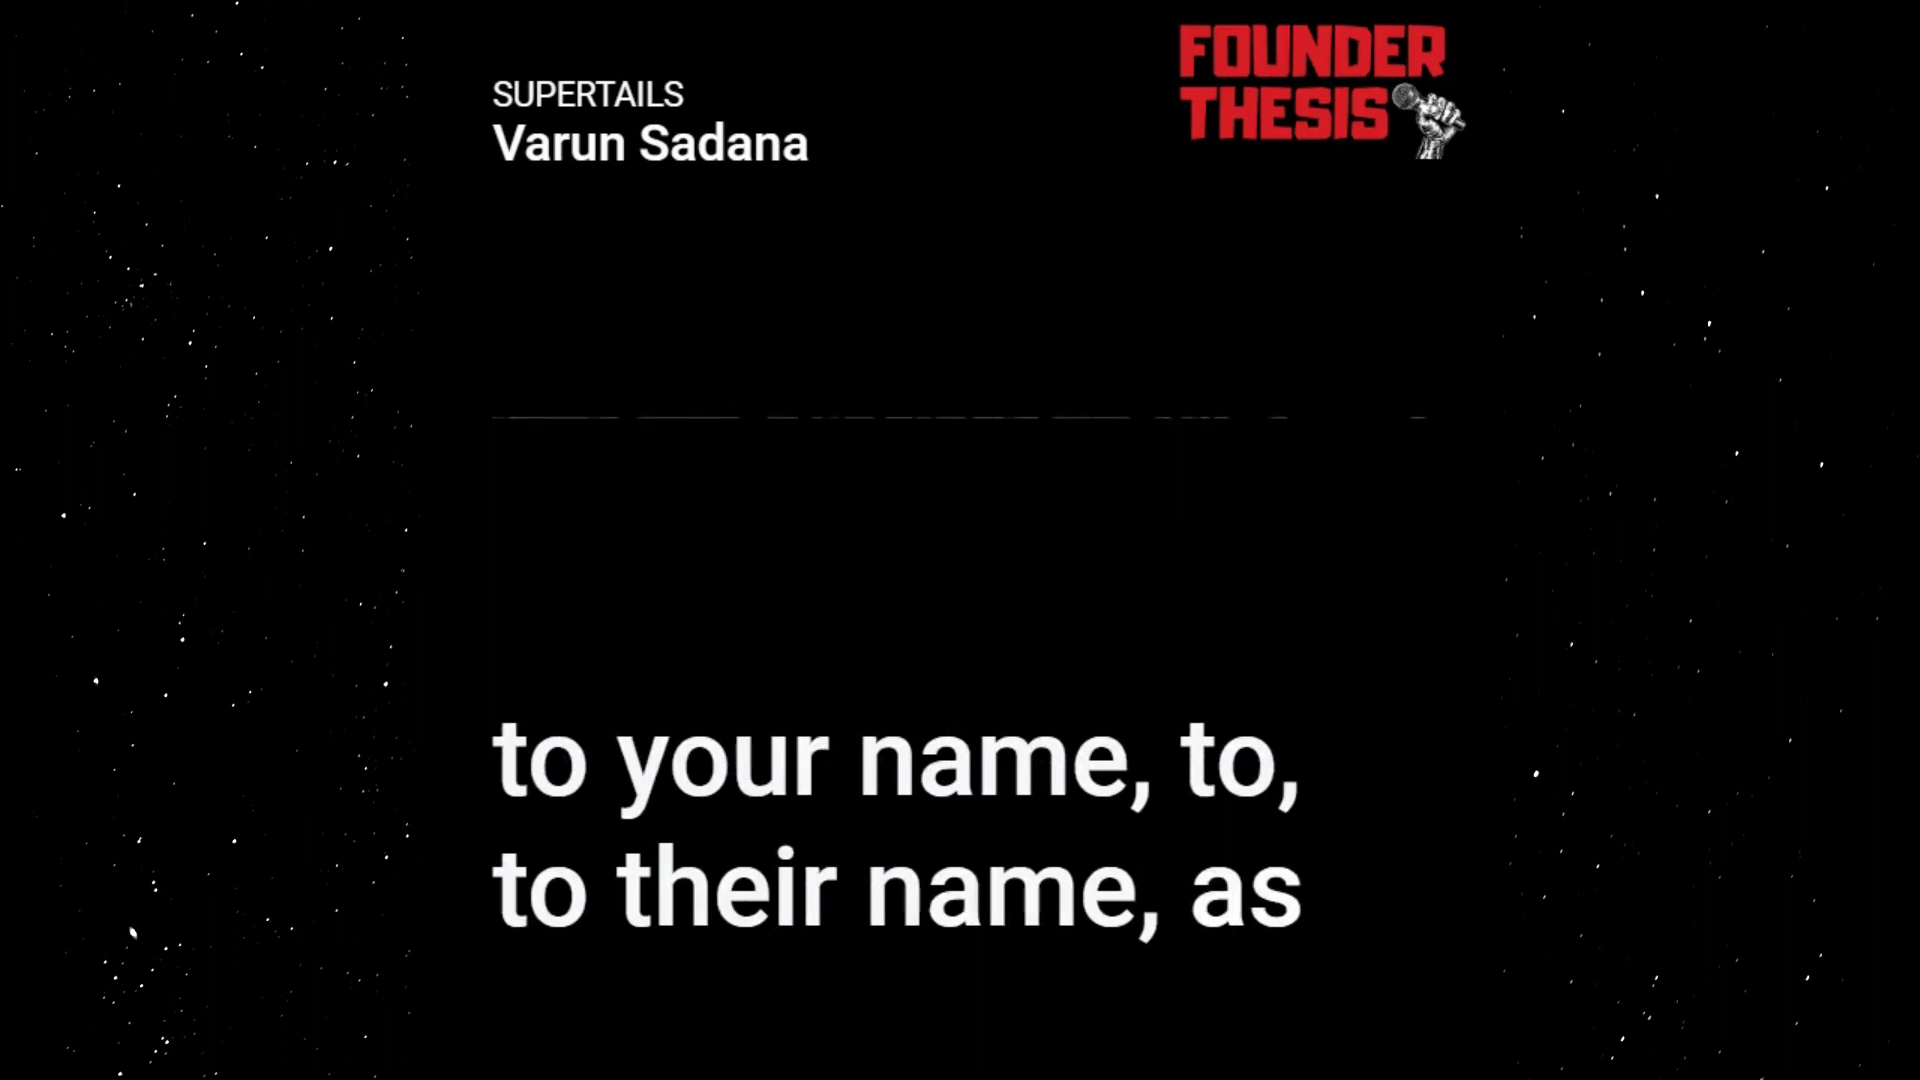 SUPERTAILS
Varun Sadana
FOUNDER
THESIS
to your name, to,
to their name, as